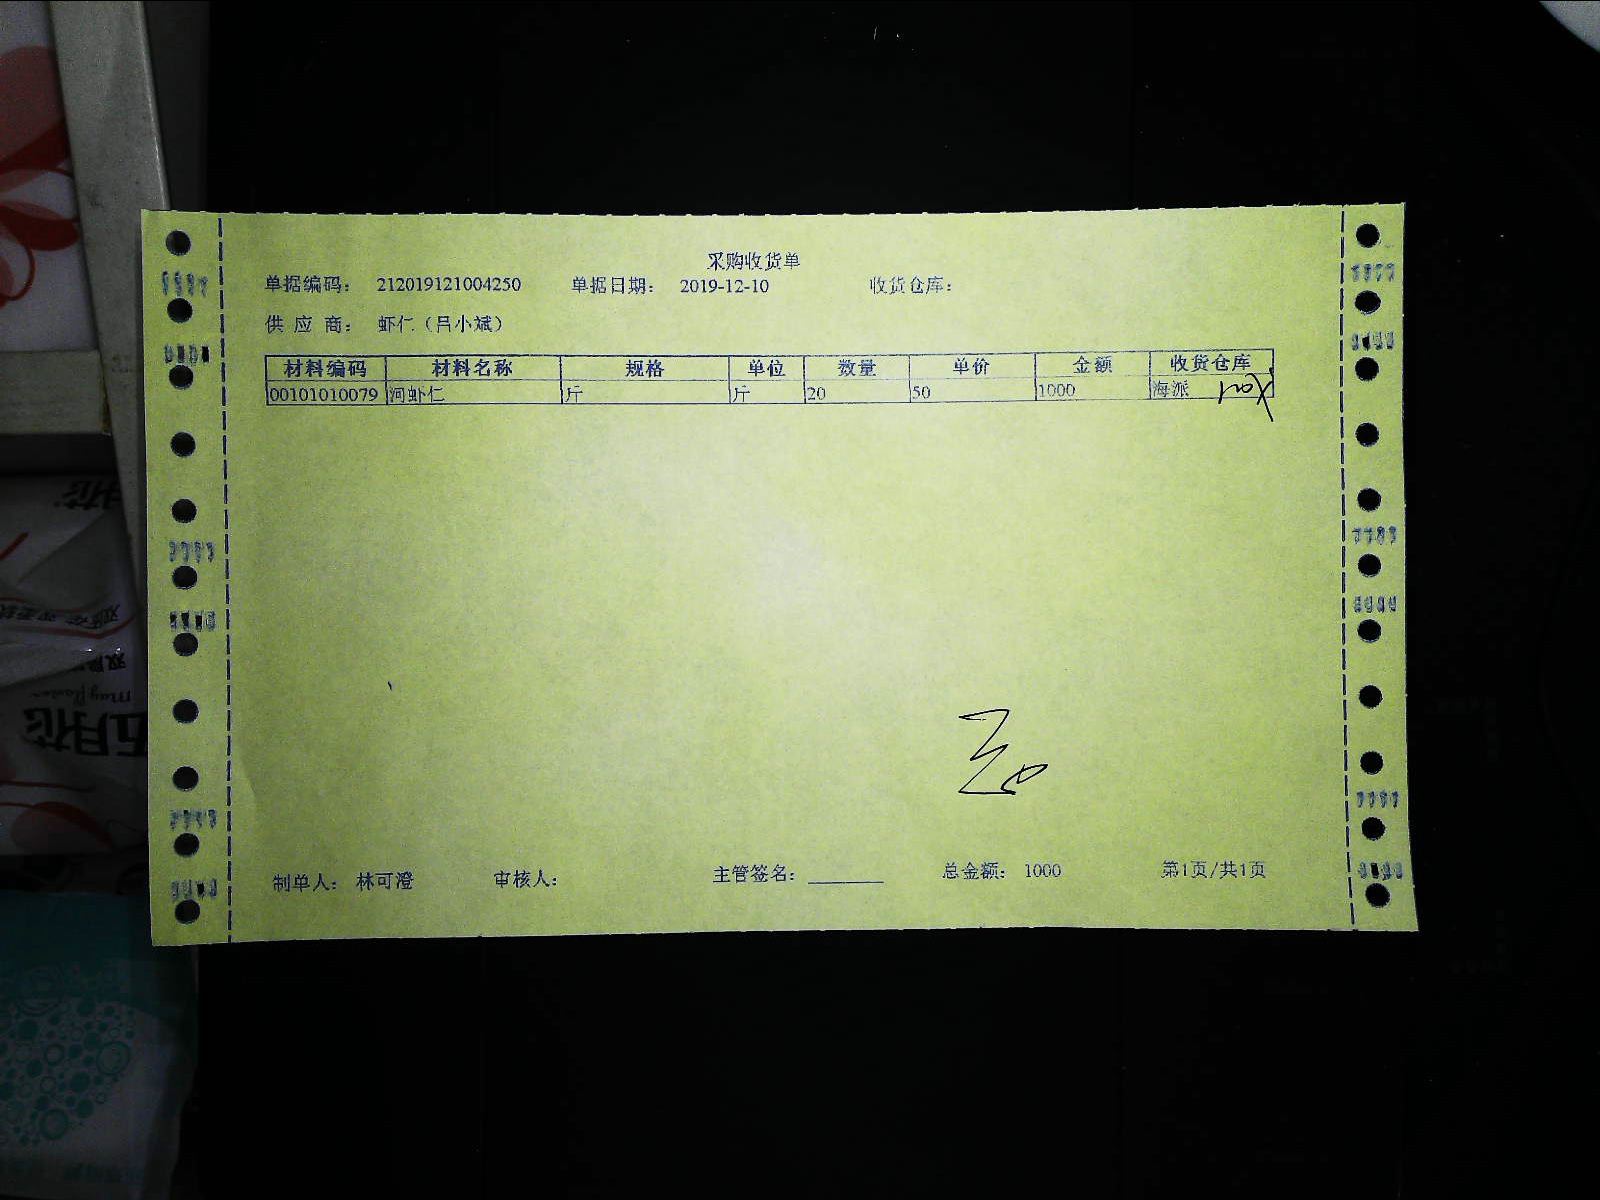 采购收货单
单据编码： 212019121004250 单据日期： 2019-12-10 收货仓库：
供 应 商： 虾仁（吕小斌）
材料编码 材料名称 规格 单位 数量 单价 金额 收货仓库
00101010079 河虾仁 斤 斤 20 50 1000 海派
制单人： 林可澄 审核人： 主管签名： ________ 总金额： 1000 第1页/共1页
五月花